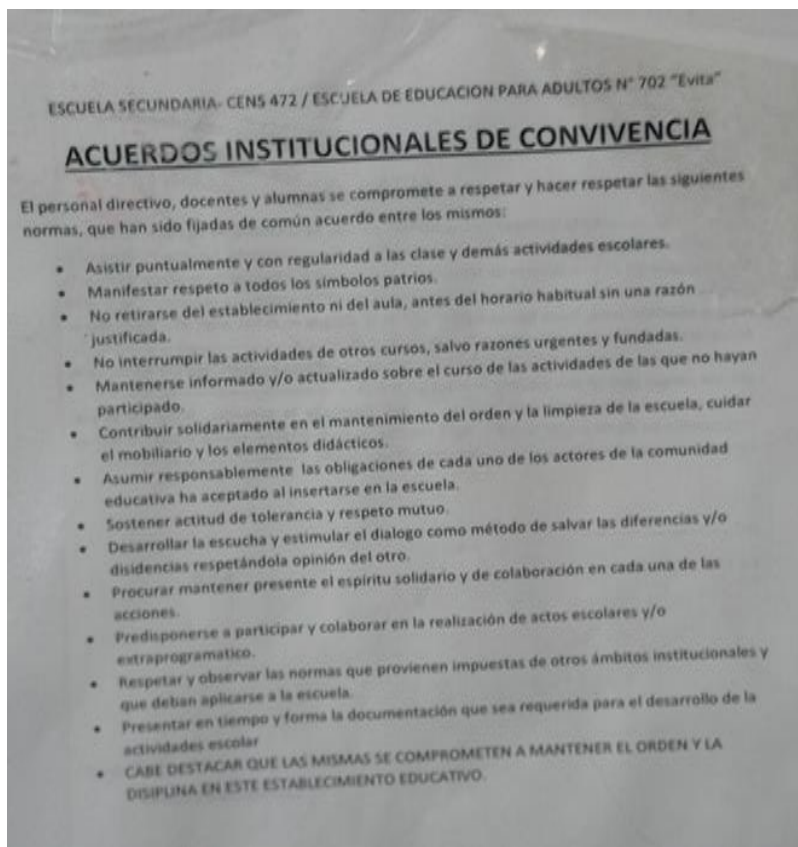 ESCUELA SECUNDARIA- CENS 472 / ESCUELA DE EDUCACION PARA ADULTOS N° 702 "Evita"
ACUERDOS INSTITUCIONALES DE CONVIVENCIA
El personal directivo, docentes y alumnas se compromete a respetar y hacer respetar las siguientes
normas, que han sido fijadas de común acuerdo entre los mismos:
• Asistir puntualmente y con regularidad a las clase y demás actividades escolares.
• Manifestar respeto a todos los símbolos patrios.
• No retirarse del establecimiento ni del aula, antes del horario habitual sin una razón
justificada.
• No interrumpir las actividades de otros cursos, salvo razones urgentes y fundadas.
• Mantenerse informado y/o actualizado sobre el curso de las actividades de las que no hayan
participado.
• Contribuir solidariamente en el mantenimiento del orden y la limpieza de la escuela, cuidar
el mobiliario y los elementos didácticos.
• Asumir responsablemente las obligaciones de cada uno de los actores de la comunidad
educativa ha aceptado al insertarse en la escuela.
• Sostener actitud de tolerancia y respeto mutuo.
• Desarrollar la escucha y estimular el dialogo como método de salvar las diferencias y/o
disidencias respetándola opinión del otro.
• Procurar mantener presente el espíritu solidario y de colaboración en cada una de las
acciones.
• Predisponerse a participar y colaborar en la realización de actos escolares y/o
extraprogramatico.
• Respetar y observar las normas que provienen impuestas de otros ámbitos institucionales y
que deban aplicarse a la escuela.
• Presentar en tiempo y forma la documentación que sea requerida para el desarrollo de la
actividades escolar
• CABE DESTACAR QUE LAS MISMAS SE COMPROMETEN A MANTENER EL ORDEN Y LA
DISIPLINA EN ESTE ESTABLECIMIENTO EDUCATIVO.